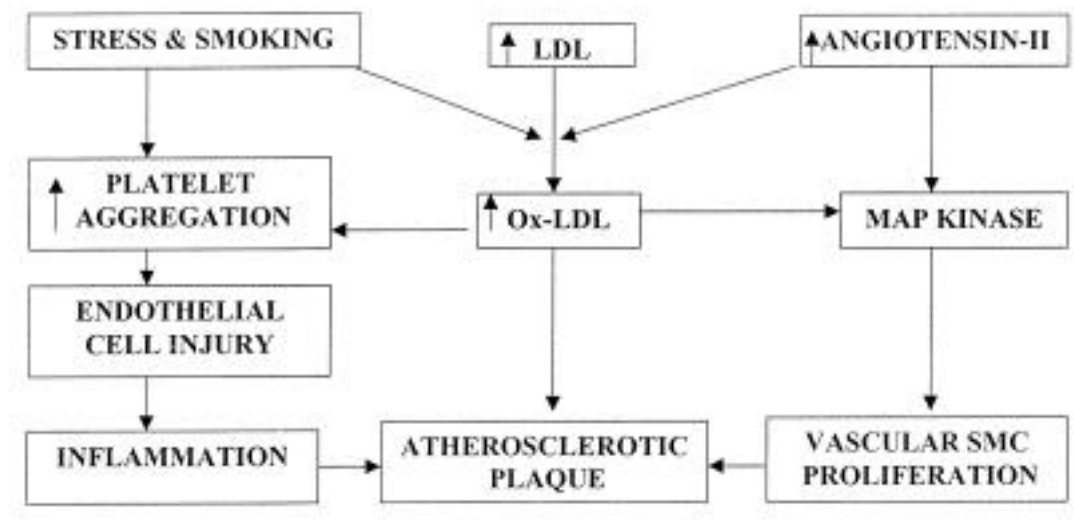 STRESS & SMOKING
↑ LDL
↑ ANGIOTENSIN-II
↑ PLATELET
AGGREGATION
↑ Ox-LDL
MAP KINASE
ENDOTHELIAL
CELL INJURY
INFLAMMATION
ATHEROSCLEROTIC
PLAQUE
VASCULAR SMC
PROLIFERATION